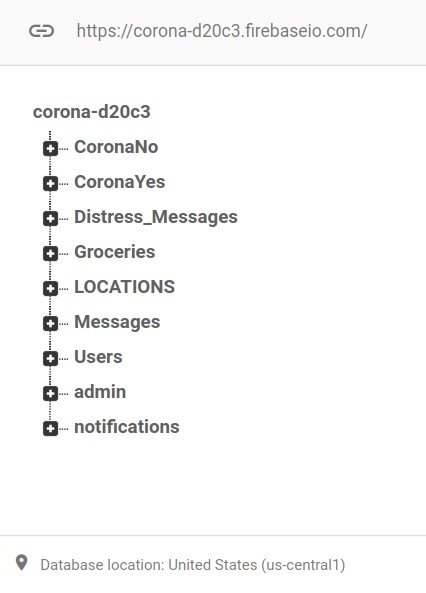 https://corona-d20c3.firebaseio.com/
corona-d20c3
CoronaNo
CoronaYes
Distress_Messages
Groceries
LOCATIONS
Messages
Users
admin
notifications
Database location: United States (us-central1)